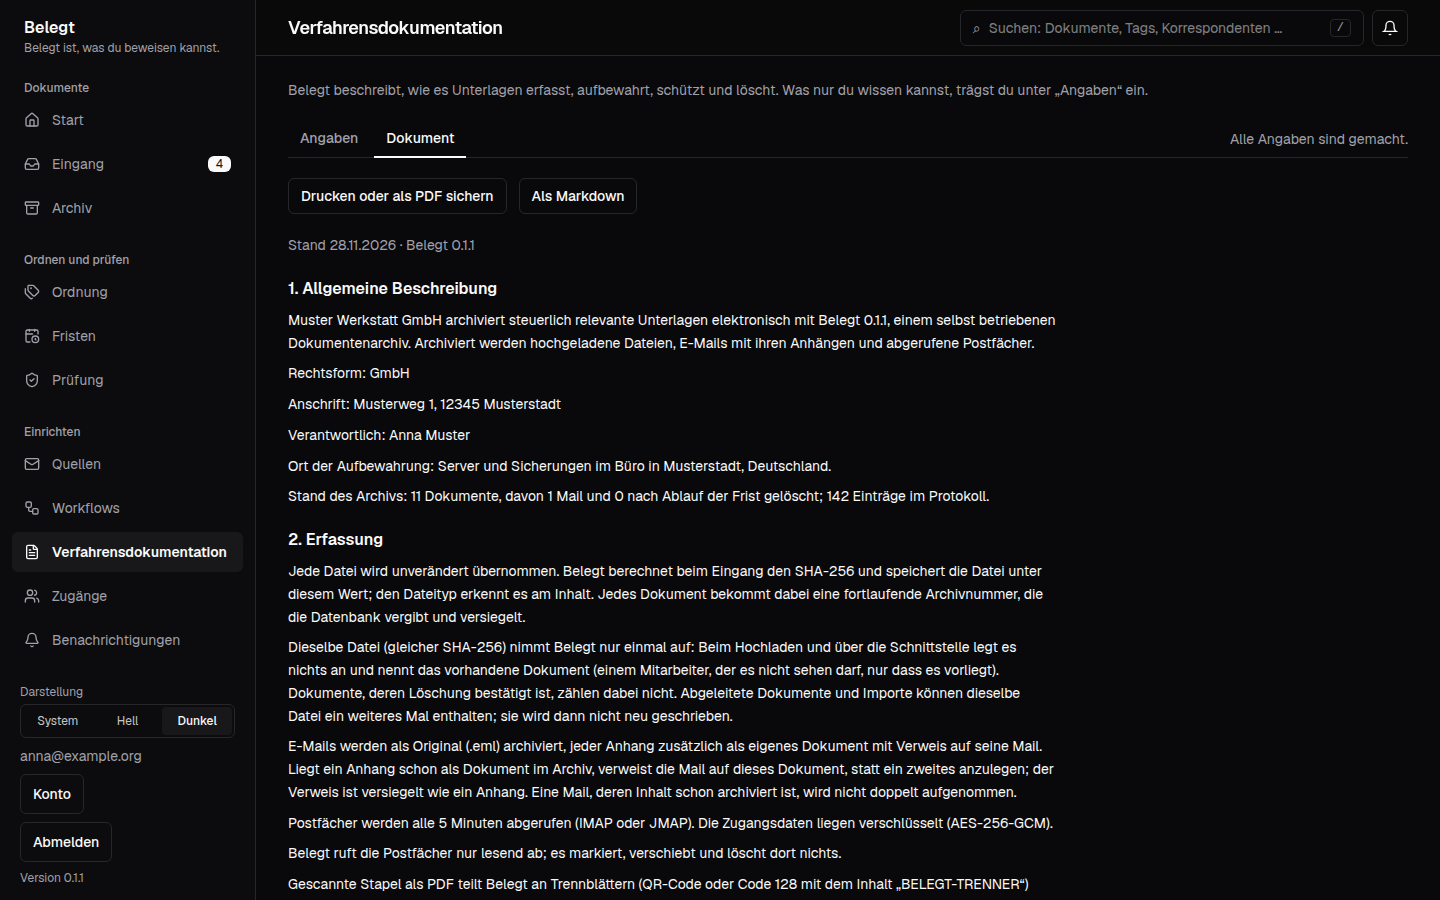 Belegt
Belegt ist, was du beweisen kannst.
Dokumente
Start
Eingang
4
Archiv
Ordnen und prüfen
Ordnung
Fristen
Prüfung
Einrichten
Quellen
Workflows
Verfahrensdokumentation
Zugänge
Benachrichtigungen
Darstellung
System
Hell
Dunkel
anna@example.org
Konto
Abmelden
Version 0.1.1
Verfahrensdokumentation
Suchen: Dokumente, Tags, Korrespondenten …
/
Belegt beschreibt, wie es Unterlagen erfasst, aufbewahrt, schützt und löscht. Was nur du wissen kannst, trägst du unter „Angaben“ ein.
Angaben
Dokument
Alle Angaben sind gemacht.
Drucken oder als PDF sichern
Als Markdown
Stand 28.11.2026 · Belegt 0.1.1
1. Allgemeine Beschreibung
Muster Werkstatt GmbH archiviert steuerlich relevante Unterlagen elektronisch mit Belegt 0.1.1, einem selbst betriebenen
Dokumentenarchiv. Archiviert werden hochgeladene Dateien, E-Mails mit ihren Anhängen und abgerufene Postfächer.
Rechtsform: GmbH
Anschrift: Musterweg 1, 12345 Musterstadt
Verantwortlich: Anna Muster
Ort der Aufbewahrung: Server und Sicherungen im Büro in Musterstadt, Deutschland.
Stand des Archivs: 11 Dokumente, davon 1 Mail und 0 nach Ablauf der Frist gelöscht; 142 Einträge im Protokoll.
2. Erfassung
Jede Datei wird unverändert übernommen. Belegt berechnet beim Eingang den SHA-256 und speichert die Datei unter
diesem Wert; den Dateityp erkennt es am Inhalt. Jedes Dokument bekommt dabei eine fortlaufende Archivnummer, die
die Datenbank vergibt und versiegelt.
Dieselbe Datei (gleicher SHA-256) nimmt Belegt nur einmal auf: Beim Hochladen und über die Schnittstelle legt es
nichts an und nennt das vorhandene Dokument (einem Mitarbeiter, der es nicht sehen darf, nur dass es vorliegt).
Dokumente, deren Löschung bestätigt ist, zählen dabei nicht. Abgeleitete Dokumente und Importe können dieselbe
Datei ein weiteres Mal enthalten; sie wird dann nicht neu geschrieben.
E-Mails werden als Original (.eml) archiviert, jeder Anhang zusätzlich als eigenes Dokument mit Verweis auf seine Mail.
Liegt ein Anhang schon als Dokument im Archiv, verweist die Mail auf dieses Dokument, statt ein zweites anzulegen; der
Verweis ist versiegelt wie ein Anhang. Eine Mail, deren Inhalt schon archiviert ist, wird nicht doppelt aufgenommen.
Postfächer werden alle 5 Minuten abgerufen (IMAP oder JMAP). Die Zugangsdaten liegen verschlüsselt (AES-256-GCM).
Belegt ruft die Postfächer nur lesend ab; es markiert, verschiebt und löscht dort nichts.
Gescannte Stapel als PDF teilt Belegt an Trennblättern (QR-Code oder Code 128 mit dem Inhalt „BELEGT-TRENNER“)